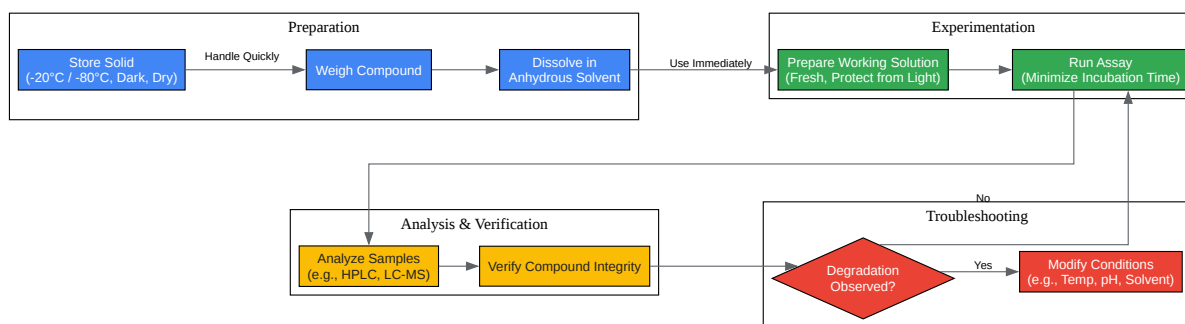 Preparation
Store Solid
(-20°C / -80°C, Dark, Dry)
Handle Quickly
Weigh Compound
Dissolve in
Anhydrous Solvent
Use Immediately
Experimentation
Prepare Working Solution
(Fresh, Protect from Light)
Run Assay
(Minimize Incubation Time)
Analysis & Verification
Analyze Samples
(e.g., HPLC, LC-MS)
Verify Compound Integrity
No
Troubleshooting
Degradation
Observed?
Yes
Modify Conditions
(e.g., Temp, pH, Solvent)